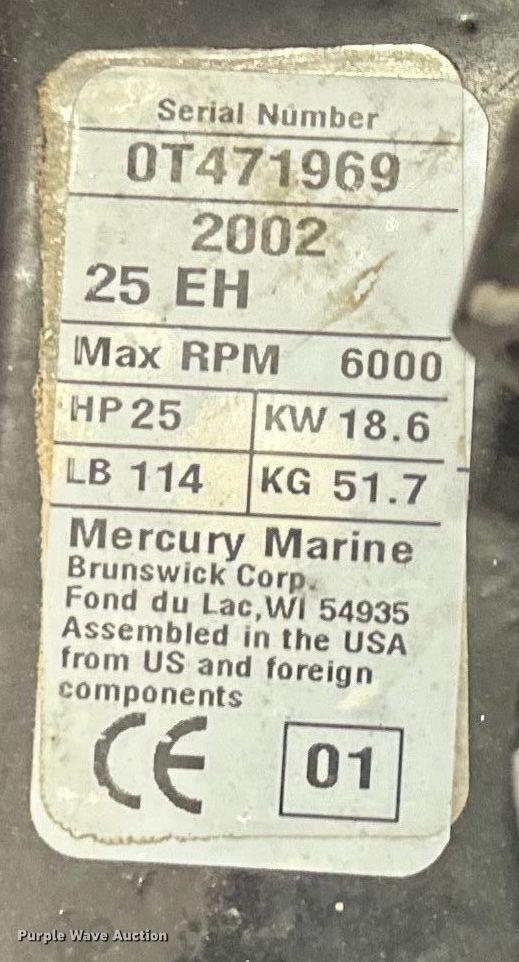 Serial Number
0T471969
2002
25 EH
Max RPM 6000
HP 25 KW 18.6
LB 114 KG 51.7
Mercury Marine
Brunswick Corp.
Fond du Lac, WI 54935
Assembled in the USA
from US and foreign
components
CE 01
Purple Wave Auction